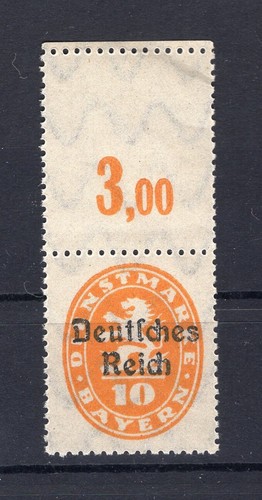 3,00
DIENSTMARKE
Deutſches
Reich
10
BAYERN